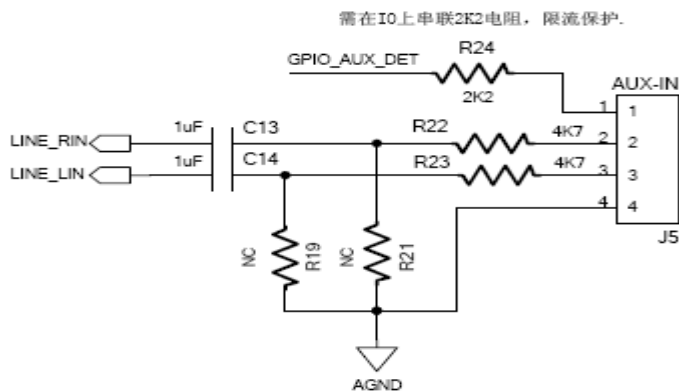 需在IO上串联2K2电阻，限流保护.
GPIO_AUX_DET
R24
2K2
AUX-IN
1 1
LINE_RIN
1uF
C13
R22
4K7
2 2
LINE_LIN
1uF
C14
R23
4K7
3 3
4 4
J5
NC
R19
NC
R21
AGND